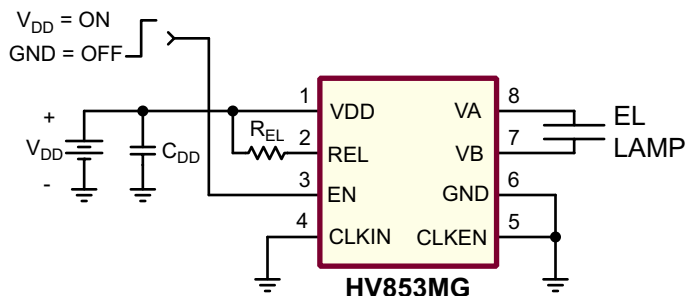 VDD = ON
GND = OFF
+
VDD
-
CDD
REL
1
VDD
2
REL
3
EN
4
CLKIN
VA
8
VB
7
GND
6
CLKEN
5
EL
LAMP
HV853MG